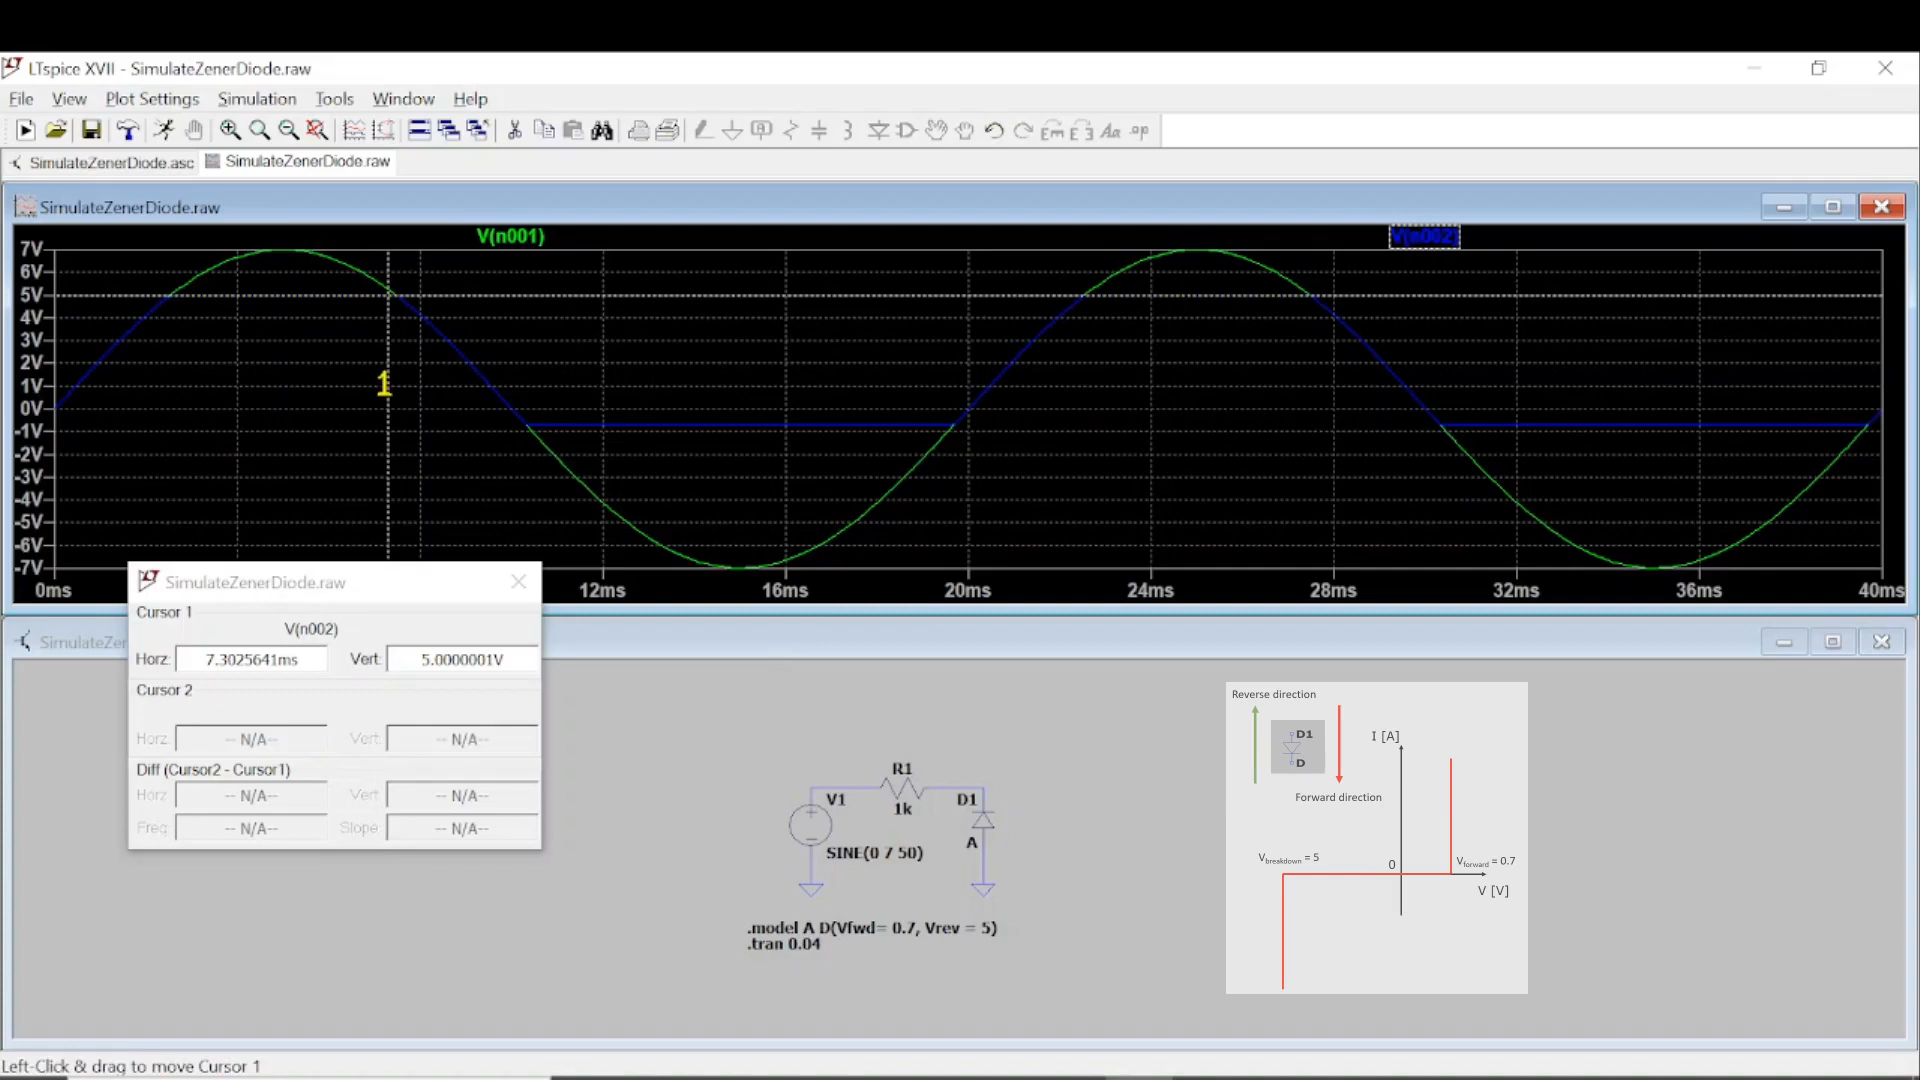 LTspice XVII - SimulateZenerDiode.raw
File View Plot Settings Simulation Tools Window Help
SimulateZenerDiode.asc SimulateZenerDiode.raw
SimulateZenerDiode.raw
V(n001) V(n002)
7V
6V
5V
4V
3V
2V
1V
0V
-1V
-2V
-3V
-4V
-5V
-6V
-7V
1
0ms 12ms 16ms 20ms 24ms 28ms 32ms 36ms 40ms
SimulateZenerDiode.raw
Cursor 1
V(n002)
Horz: 7.3025641ms Vert: 5.0000001V
Cursor 2
Horz: -- N/A-- Vert: -- N/A--
Diff (Cursor2 - Cursor1)
Horz: -- N/A-- Vert: -- N/A--
Freq: -- N/A-- Slope: -- N/A--
SimulateZer
R1
1k
V1
SINE(0 7 50)
D1
A
.model A D(Vfwd= 0.7, Vrev = 5)
.tran 0.04
Reverse direction
D1
D
Forward direction
I [A]
Vbreakdown = 5
0
Vforward = 0.7
V [V]
Left-Click & drag to move Cursor 1